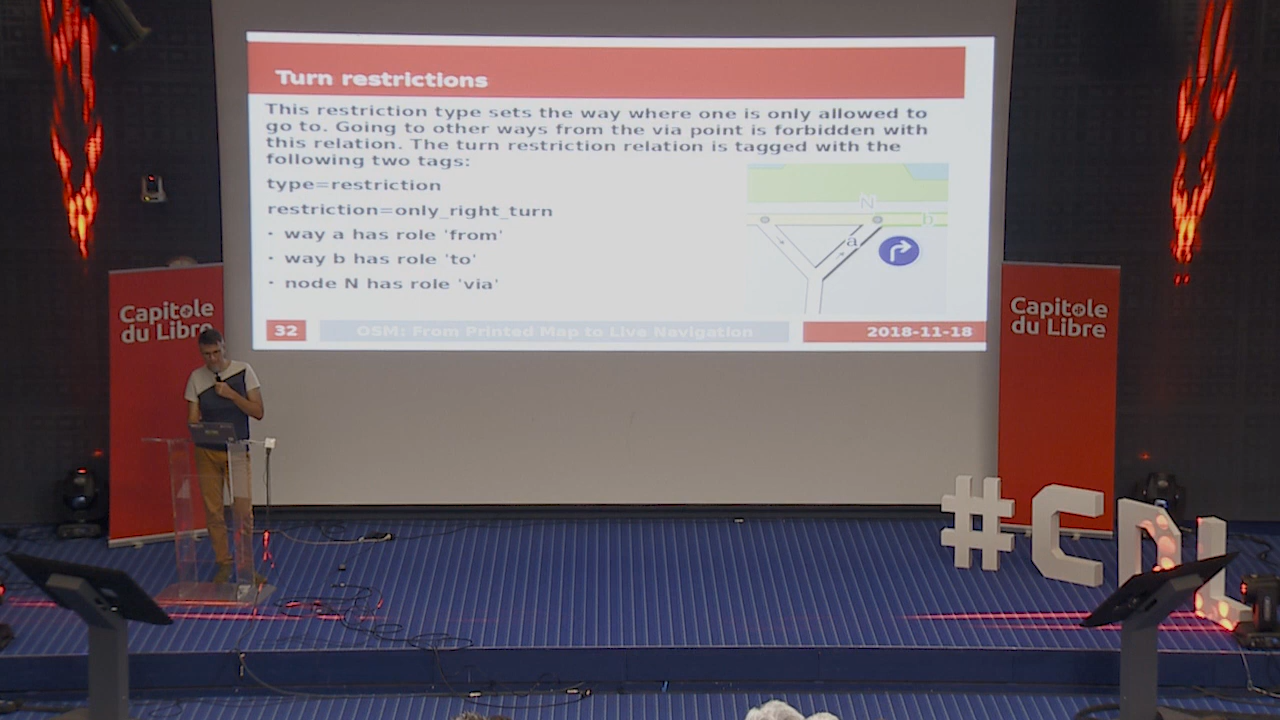 Turn restrictions
This restriction type sets the way where one is only allowed to
go to. Going to other ways from the via point is forbidden with
this relation. The turn restriction relation is tagged with the
following two tags:
type=restriction
restriction=only_right_turn
• way a has role 'from'
• way b has role 'to'
• node N has role 'via'
N
b
a
32
OSM: From Printed Map to Live Navigation
2018-11-18
Capitole
du Libre
Capitole
du Libre
#CDL